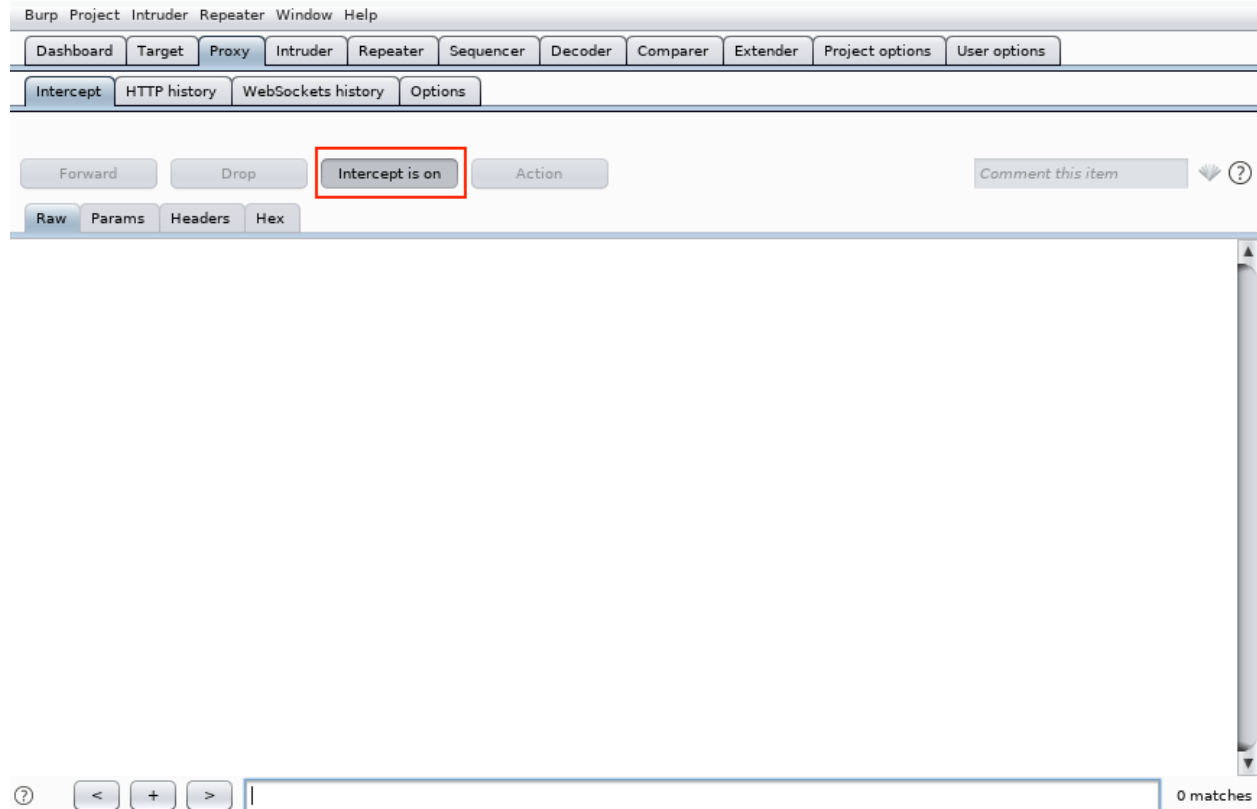 Burp Project Intruder Repeater Window Help
Dashboard Target Proxy Intruder Repeater Sequencer Decoder Comparer Extender Project options User options
Intercept HTTP history WebSockets history Options
Forward Drop Intercept is on Action Comment this item ?
Raw Params Headers Hex
? < + > 0 matches